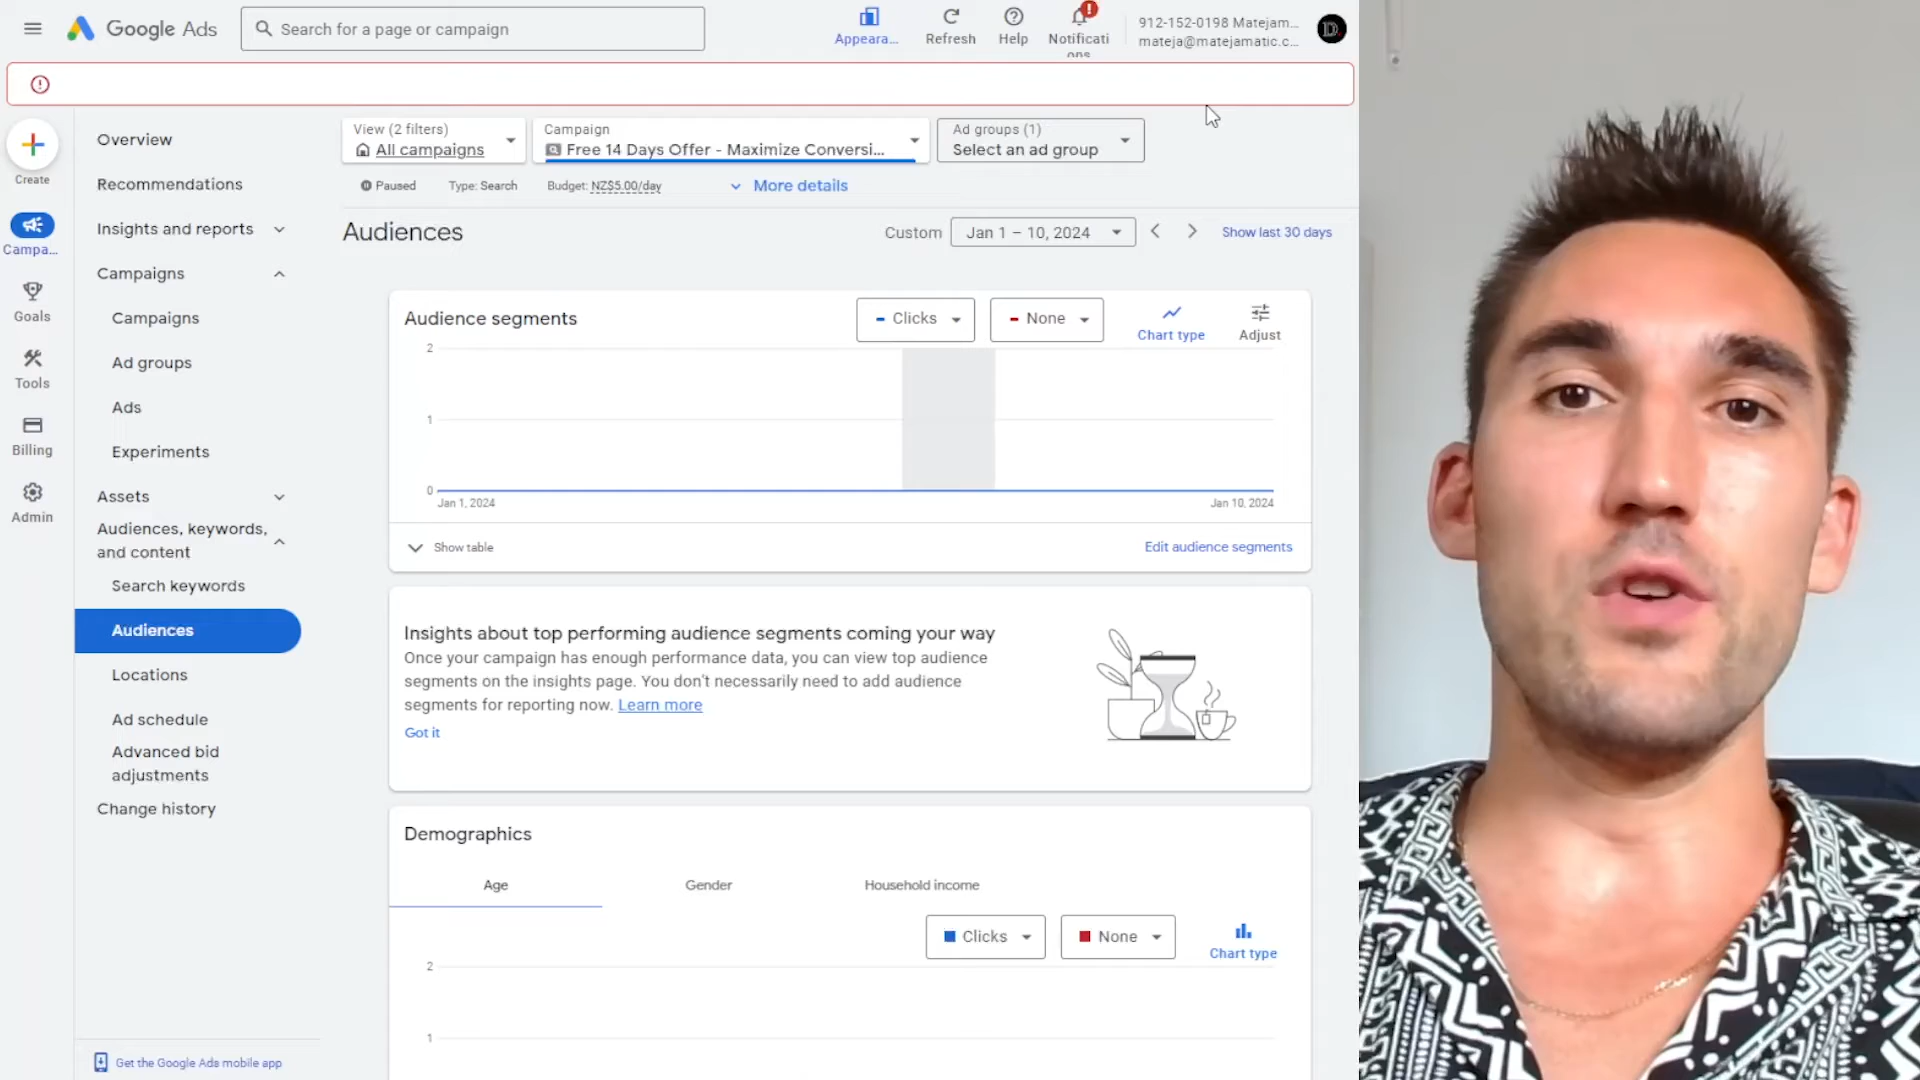 Google Ads
Search for a page or campaign
Appeara...
Refresh
Help
Notificati
ons
!
912-152-0198 Matejam...
mateja@matejamatic.c...
Create
Campa...
Goals
Tools
Billing
Admin
Overview
Recommendations
Insights and reports
Campaigns
Campaigns
Ad groups
Ads
Experiments
Assets
Audiences, keywords,
and content
Search keywords
Audiences
Locations
Ad schedule
Advanced bid
adjustments
Change history
Get the Google Ads mobile app
View (2 filters)
All campaigns
Campaign
Free 14 Days Offer - Maximize Conversi...
Ad groups (1)
Select an ad group
Paused
Type: Search
Budget: NZ$5.00/day
More details
Audiences
Custom
Jan 1 – 10, 2024
Show last 30 days
Audience segments
Clicks
None
Chart type
Adjust
2
1
0
Jan 1, 2024
Jan 10, 2024
Show table
Edit audience segments
Insights about top performing audience segments coming your way
Once your campaign has enough performance data, you can view top audience
segments on the insights page. You don't necessarily need to add audience
segments for reporting now. Learn more
Got it
Demographics
Age
Gender
Household income
Clicks
None
Chart type
2
1